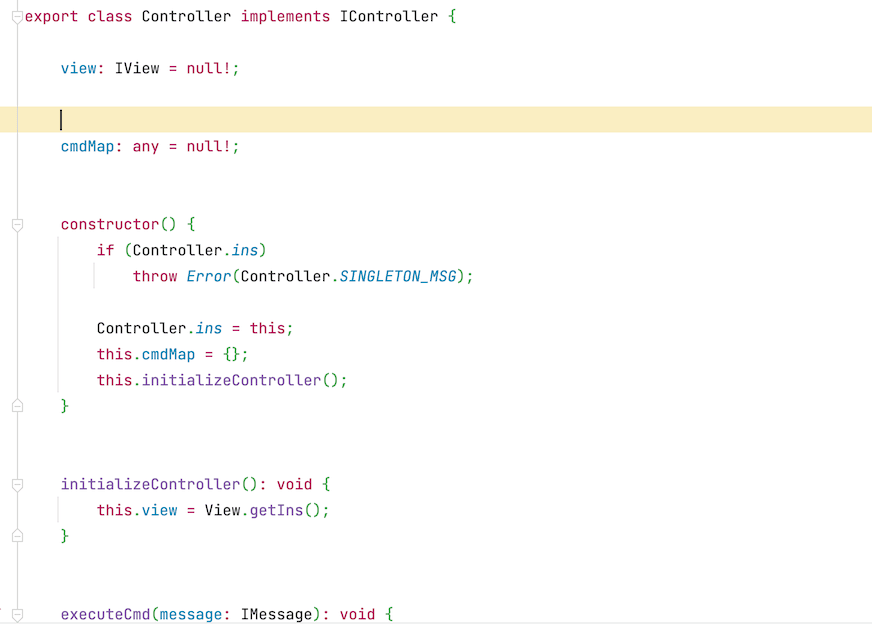 export class Controller implements IController {
view: IView = null!;
cmdMap: any = null!;
constructor() {
if (Controller.ins)
throw Error(Controller.SINGLETON_MSG);
Controller.ins = this;
this.cmdMap = {};
this.initializeController();
}
initializeController(): void {
this.view = View.getIns();
}
executeCmd(message: IMessage): void {